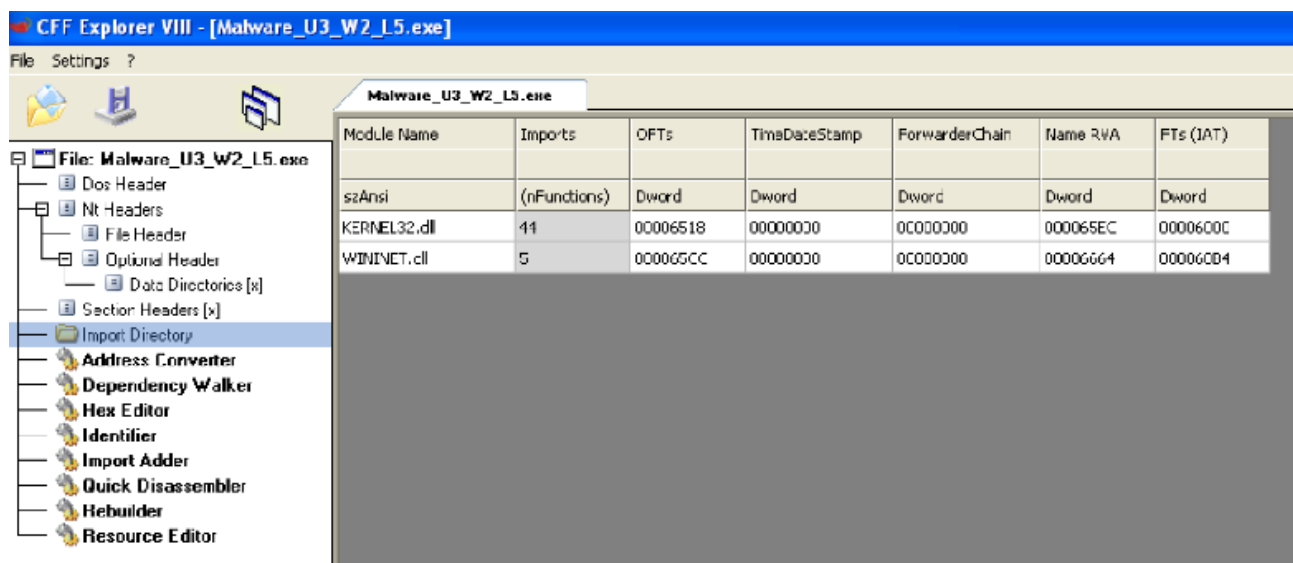 CFF Explorer VIII - [Malware_U3_W2_L5.exe]
File Settings ?
Malware_U3_W2_L5.exe
File: Malware_U3_W2_L5.exe
Dos Header
Nt Headers
File Header
Optional Header
Data Directories [x]
Section Headers [x]
Import Directory
Address Converter
Dependency Walker
Hex Editor
Identifier
Import Adder
Quick Disassembler
Rebuilder
Resource Editor
Module Name Imports OFTs TimeDateStamp ForwarderChain Name RVA FTs (IAT)
szAnsi (nFunctions) Dword Dword Dword Dword Dword
KERNEL32.dll 44 00006518 00000000 00000000 000065EC 00006000
WININET.dll 5 000065CC 00000000 00000000 00006664 000060B4